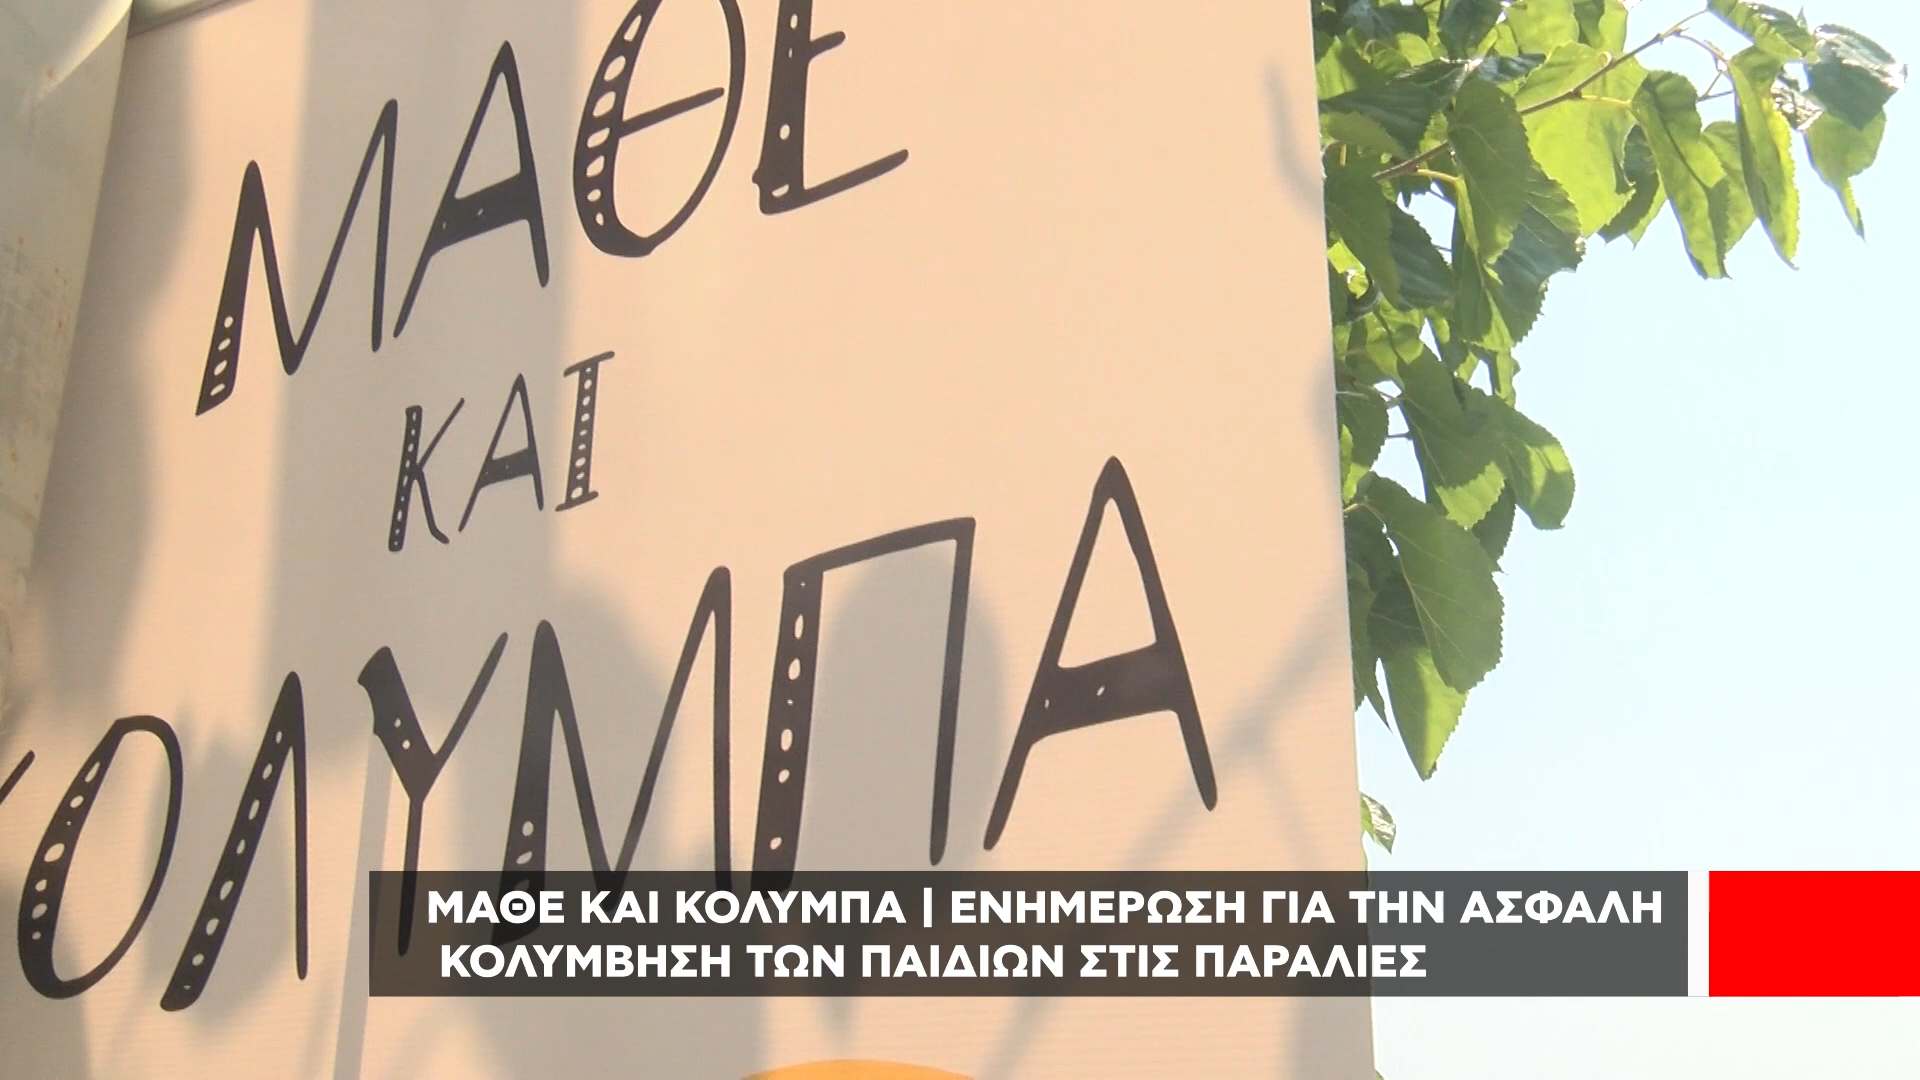 ΜΑΘΕ
ΚΑΙ
ΚΟΛΥΜΠΑ
ΜΑΘΕ ΚΑΙ ΚΟΛΥΜΠΑ | ΕΝΗΜΕΡΩΣΗ ΓΙΑ ΤΗΝ ΑΣΦΑΛΗ
ΚΟΛΥΜΒΗΣΗ ΤΩΝ ΠΑΙΔΙΩΝ ΣΤΙΣ ΠΑΡΑΛΙΕΣ